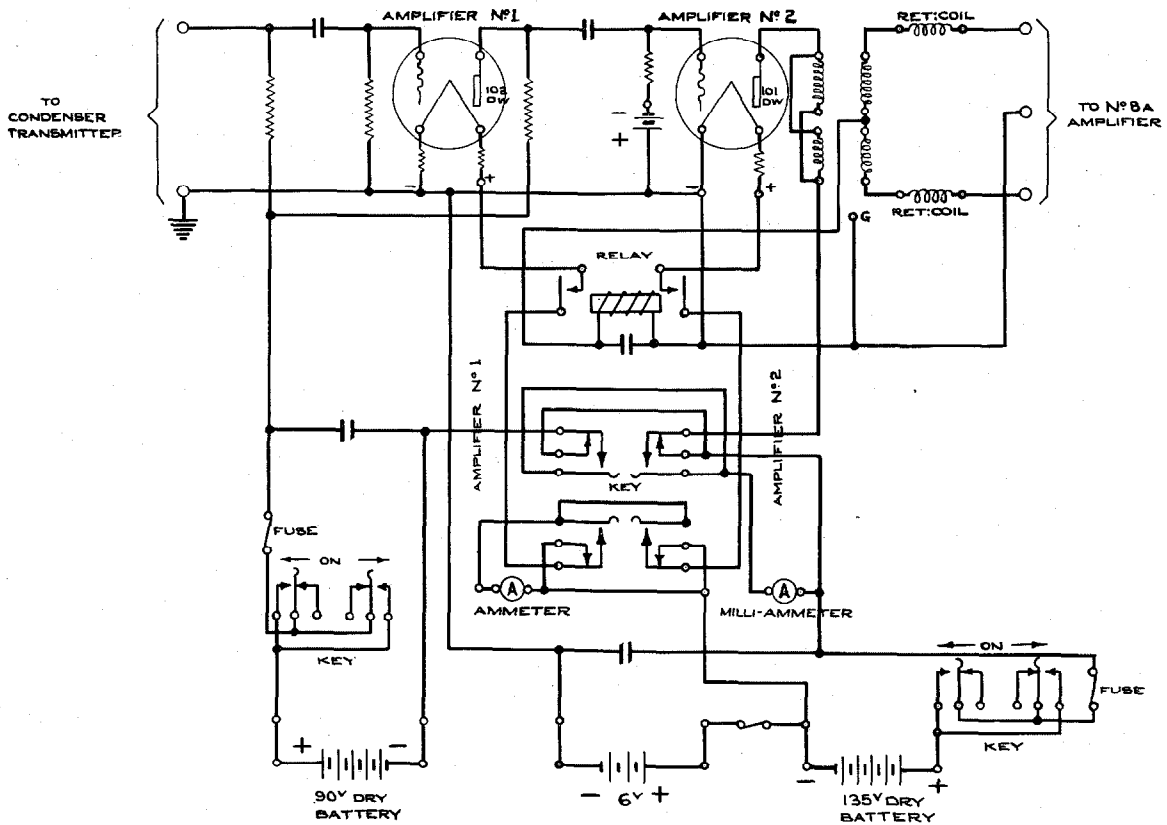 AMPLIFIER Nº1
AMPLIFIER Nº 2
RET:COIL
TO
CONDENSER
TRANSMITTER
102
DW
101
DW
TO Nº 8A
AMPLIFIER
RET:COIL
G
RELAY
AMPLIFIER Nº 1
AMPLIFIER Nº 2
KEY
FUSE
ON
A
AMMETER
A
MILLI-AMMETER
KEY
ON
FUSE
KEY
+ -
90V DRY
BATTERY
- 6V +
- +
135V DRY
BATTERY